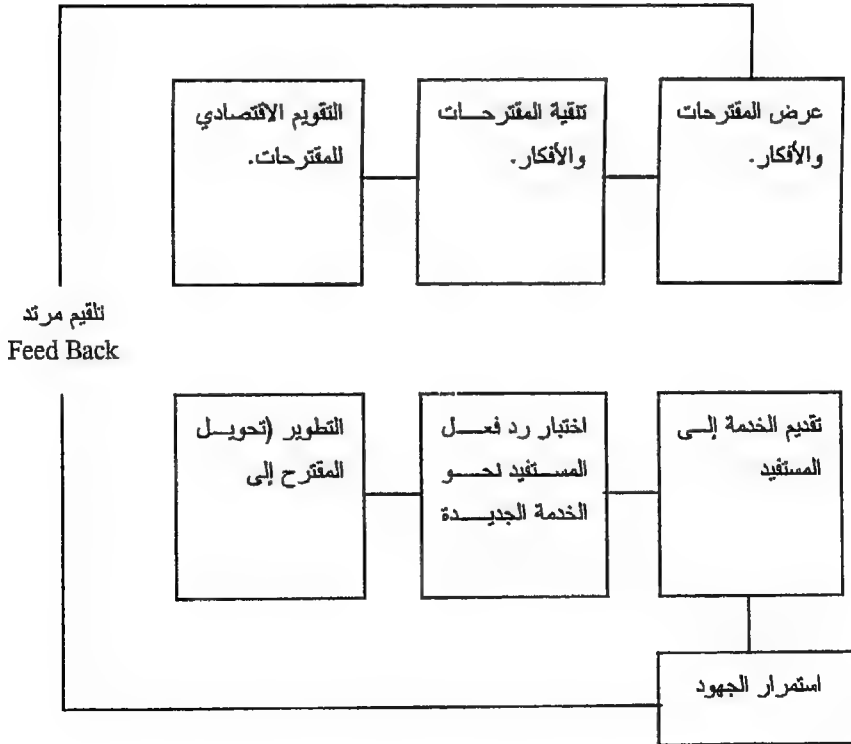 عرض المقترحات
والأفكار.
تنقية المقترحات
والأفكار.
التقويم الاقتصادي
للمقترحات.
تلقيم مرتد
Feed Back
تقديم الخدمة إلى
المستفيد
اختبار رد فعل
المستفيد نحو
الخدمة الجديدة
التطوير (تحويل
المقترح إلى
استمرار الجهود